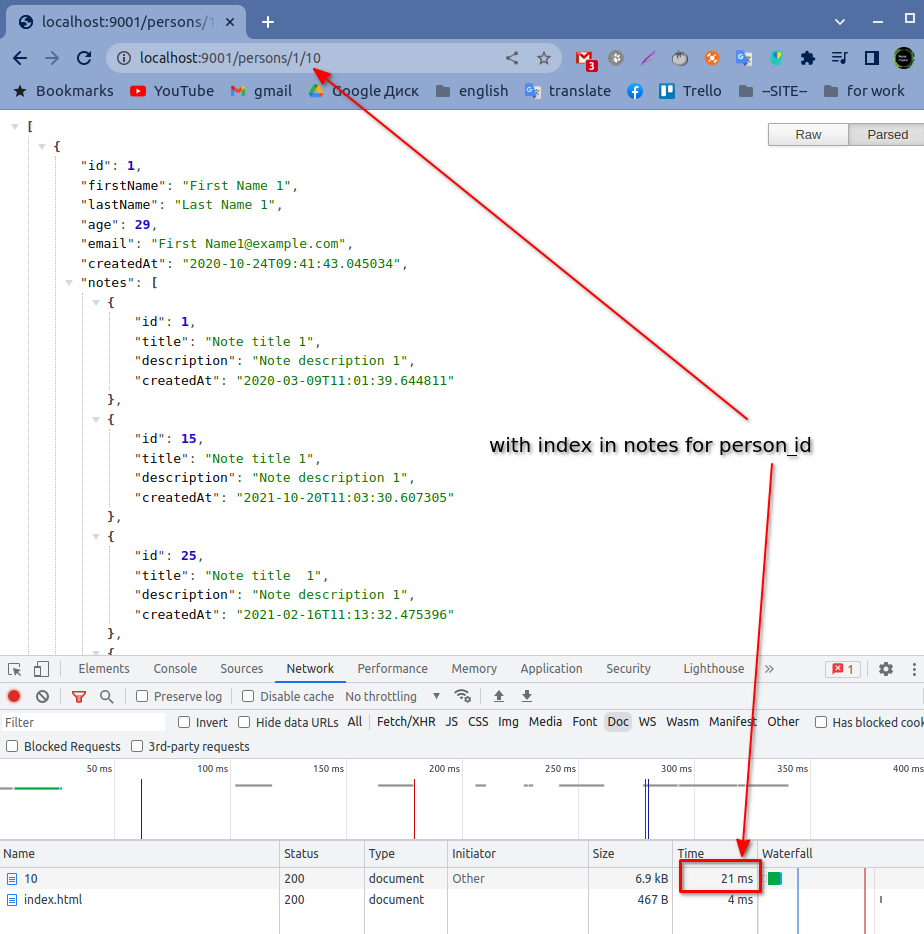 localhost:9001/persons/1
localhost:9001/persons/1/10
3
Bookmarks YouTube gmail Google Диск english translate Trello --SITE-- for work
[
Raw Parsed
{
"id": 1,
"firstName": "First Name 1",
"lastName": "Last Name 1",
"age": 29,
"email": "First Name1@example.com",
"createdAt": "2020-10-24T09:41:43.045034",
"notes": [
{
"id": 1,
"title": "Note title 1",
"description": "Note description 1",
"createdAt": "2020-03-09T11:01:39.644811"
},
{
with index in notes for person_id
"id": 15,
"title": "Note title 1",
"description": "Note description 1",
"createdAt": "2021-10-20T11:03:30.607305"
},
{
"id": 25,
"title": "Note title  1",
"description": "Note description 1",
"createdAt": "2021-02-16T11:13:32.475396"
},
{
Elements Console Sources Network Performance Memory Application Security Lighthouse » 1
Preserve log Disable cache No throttling
Filter Invert Hide data URLs All Fetch/XHR JS CSS Img Media Font Doc WS Wasm Manifest Other Has blocked cook
Blocked Requests 3rd-party requests
50 ms 100 ms 150 ms 200 ms 250 ms 300 ms 350 ms 400 ms
Name Status Type Initiator Size Time Waterfall
10 200 document Other 6.9 kB 21 ms
index.html 200 document 467 B 4 ms